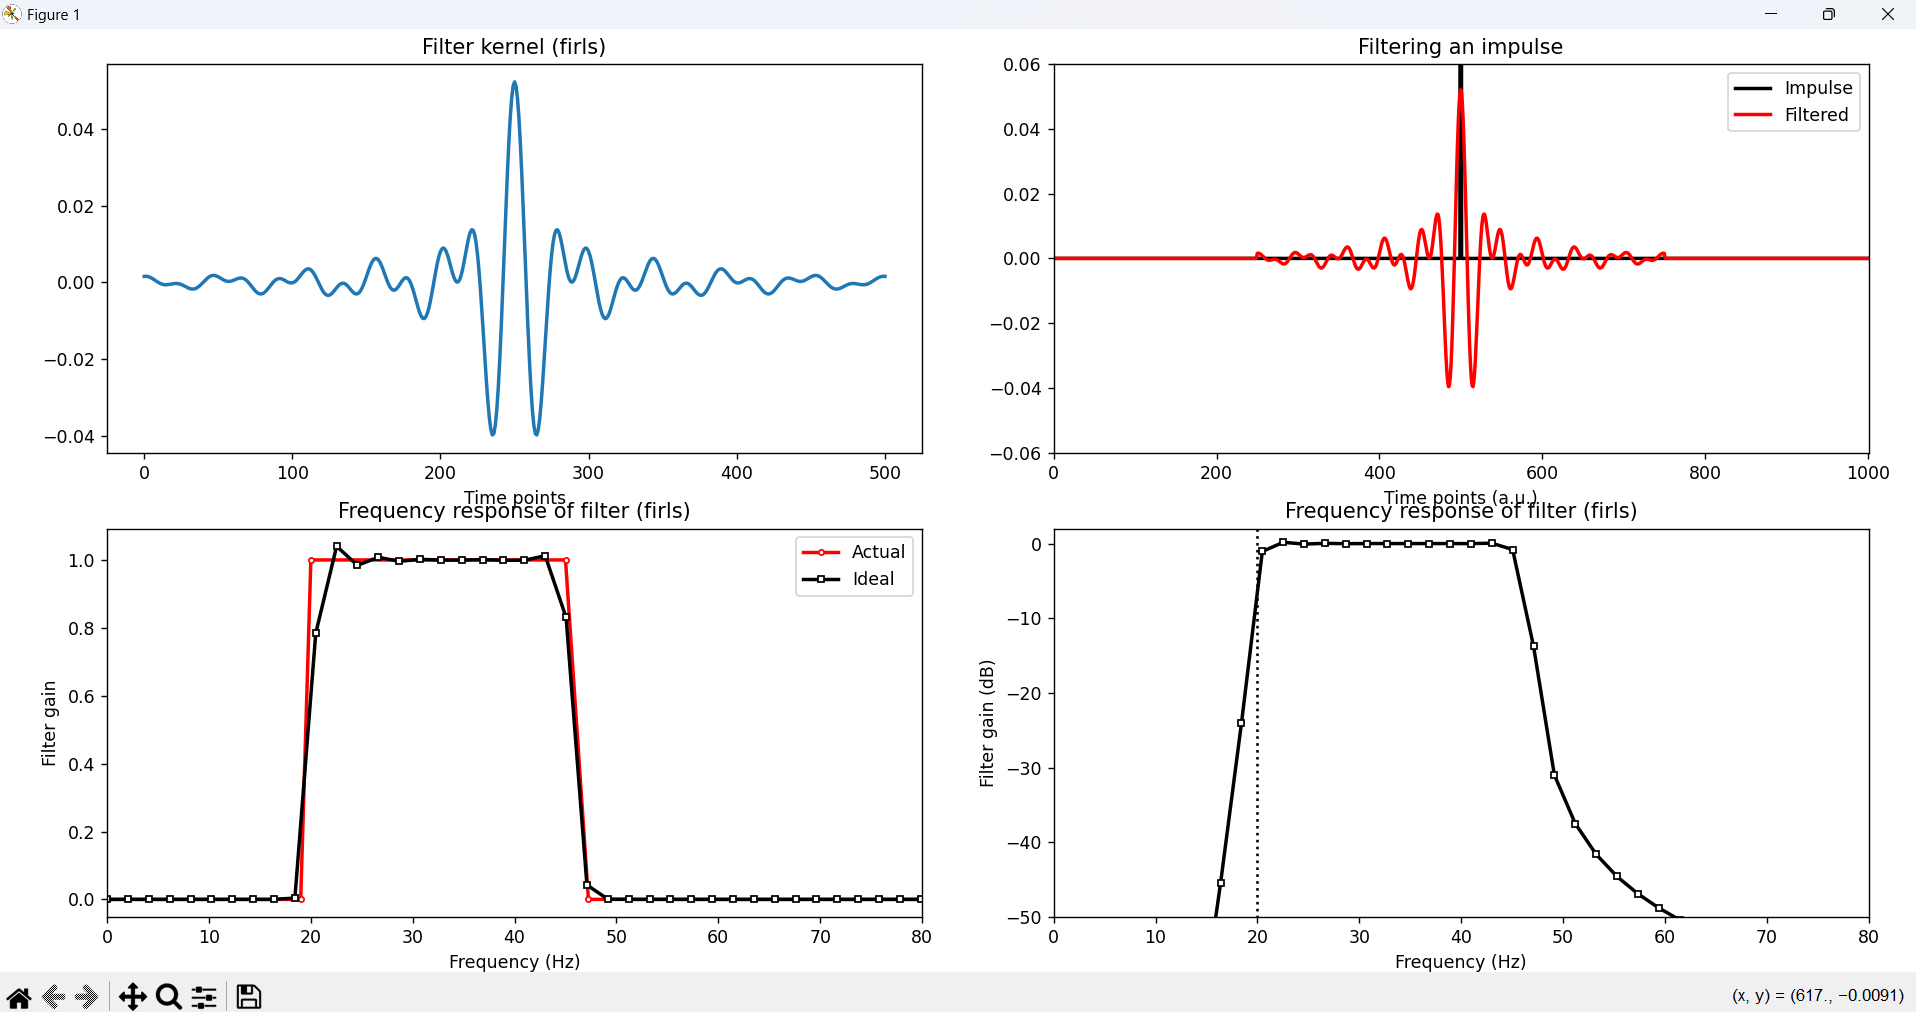 Figure 1
Filter kernel (firls)
0.04
0.02
0.00
−0.02
−0.04
0 100 200 300 400 500
Time points
Filtering an impulse
0.06
0.04
0.02
0.00
−0.02
−0.04
−0.06
0 200 400 600 800 1000
Time points (a.u.)
Impulse
Filtered
Frequency response of filter (firls)
Filter gain
1.0
0.8
0.6
0.4
0.2
0.0
0 10 20 30 40 50 60 70 80
Frequency (Hz)
Actual
Ideal
Frequency response of filter (firls)
Filter gain (dB)
0
−10
−20
−30
−40
−50
0 10 20 30 40 50 60 70 80
Frequency (Hz)
(x, y) = (617., −0.0091)